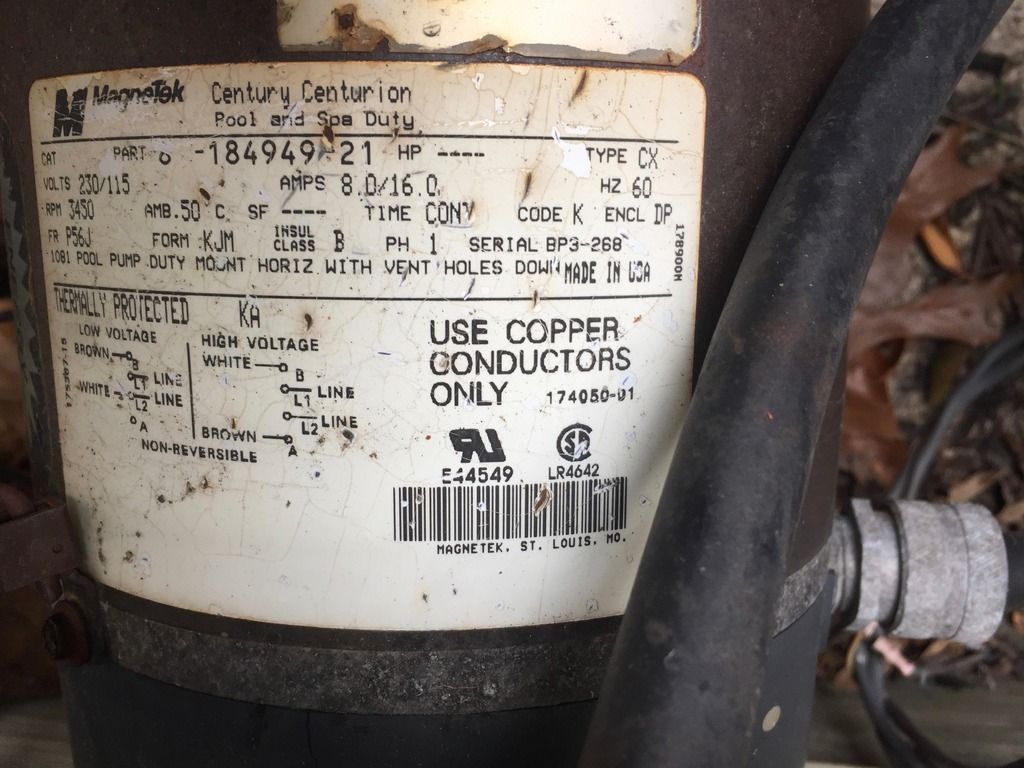 MagneTek Century Centurion
Pool and Spa Duty
CAT PART 8 -184949-21 HP ---- TYPE CX
VOLTS 230/115 AMPS 8.0/16.0 HZ 60
RPM 3450 AMB.50 C SF ---- TIME CONT CODE K ENCL DP
FR P56J FORM KJM INSUL CLASS B PH 1 SERIAL BP3-268
1081 POOL PUMP DUTY MOUNT HORIZ WITH VENT HOLES DOWN MADE IN USA
178900M
THERMALLY PROTECTED KA
LOW VOLTAGE
BROWN B
L1 LINE
WHITE L2 LINE
A
HIGH VOLTAGE
WHITE B
L1 LINE
L2 LINE
BROWN A
NON-REVERSIBLE
USE COPPER
CONDUCTORS
ONLY 174050-01
E44549 LR4642
MAGNETEK, ST. LOUIS, MO.